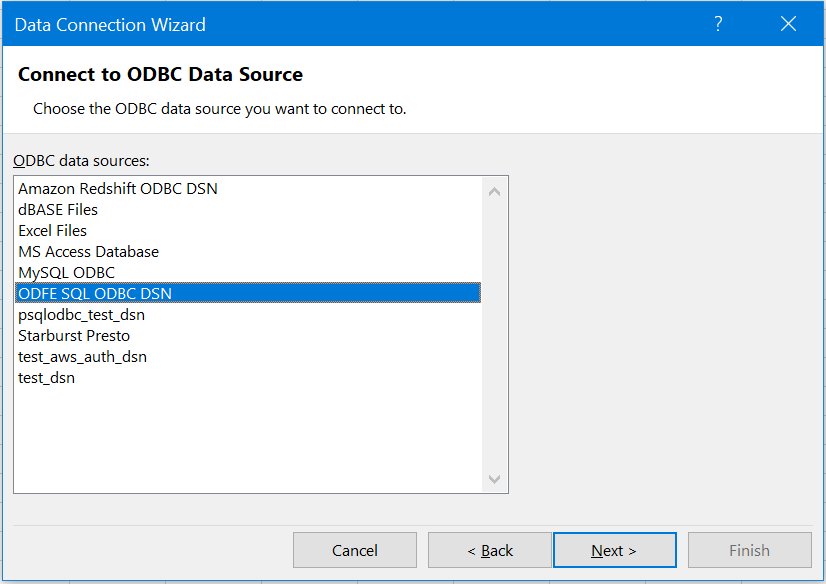 Data Connection Wizard ?
Connect to ODBC Data Source
Choose the ODBC data source you want to connect to.
ODBC data sources:
Amazon Redshift ODBC DSN
dBASE Files
Excel Files
MS Access Database
MySQL ODBC
ODFE SQL ODBC DSN
psqlodbc_test_dsn
Starburst Presto
test_aws_auth_dsn
test_dsn
Cancel < Back Next > Finish